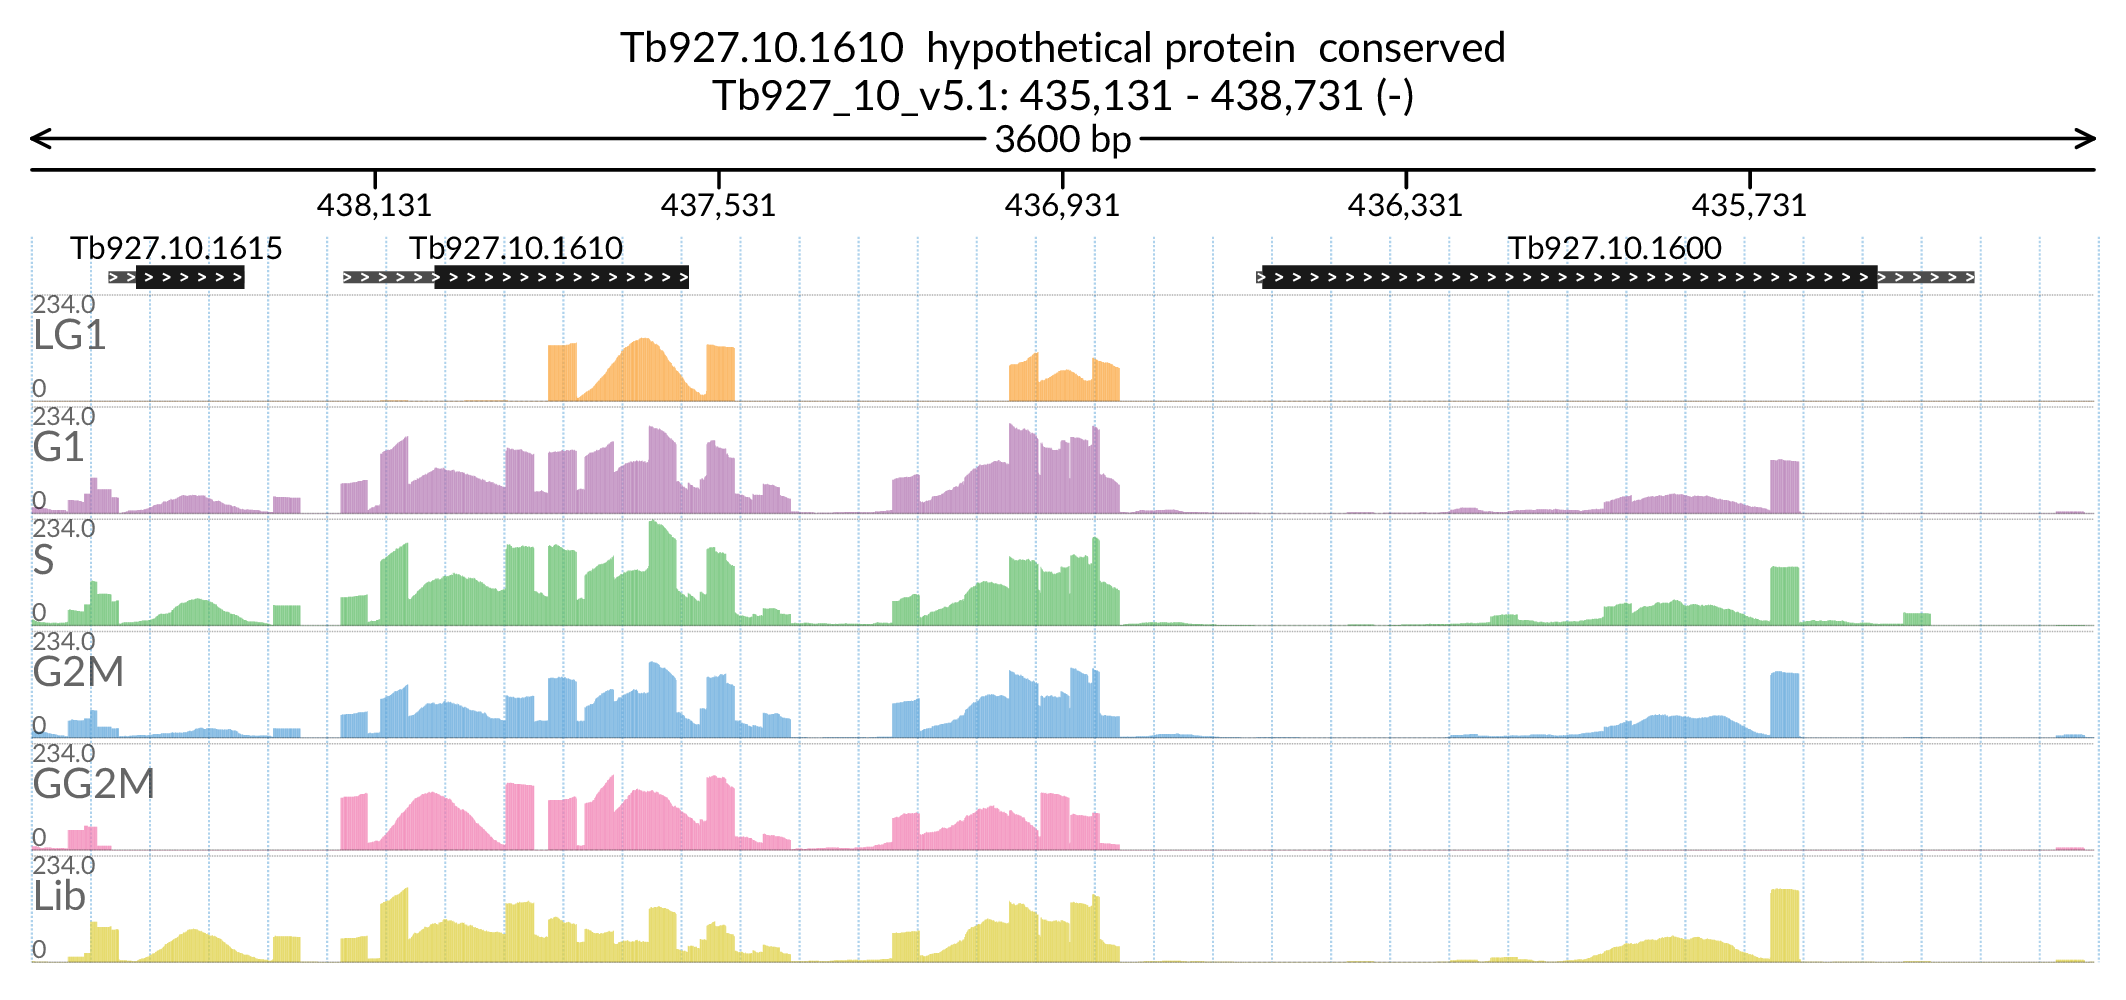 Tb927.10.1610  hypothetical protein  conserved
Tb927_10_v5.1: 435,131 - 438,731 (-)
3600 bp
438,131 437,531 436,931 436,331 435,731
Tb927.10.1615 Tb927.10.1610 Tb927.10.1600
234.0
LG1
0
234.0
G1
0
234.0
S
0
234.0
G2M
0
234.0
GG2M
0
234.0
Lib
0